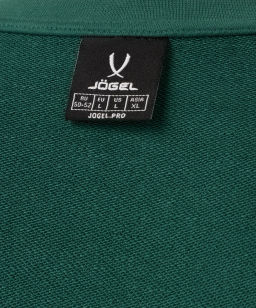 JÖGEL
RU EU US ASIA
50-52 L L XL
JOGEL.PRO